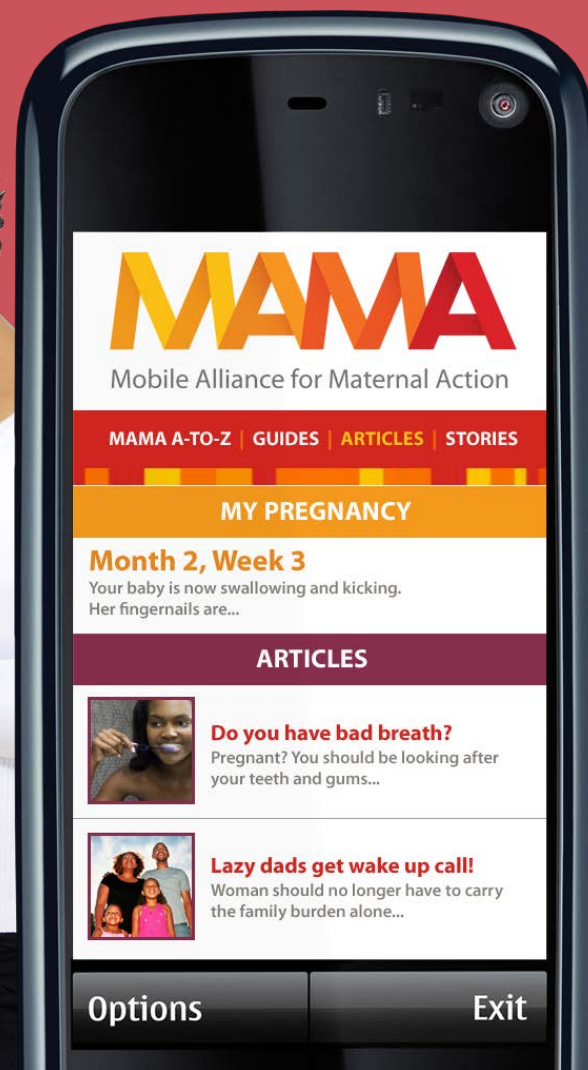 MAMA
Mobile Alliance for Maternal Action
MAMA A-TO-Z | GUIDES | ARTICLES | STORIES
MY PREGNANCY
Month 2, Week 3
Your baby is now swallowing and kicking.
Her fingernails are...
ARTICLES
Do you have bad breath?
Pregnant? You should be looking after
your teeth and gums...
Lazy dads get wake up call!
Woman should no longer have to carry
the family burden alone...
Options
Exit